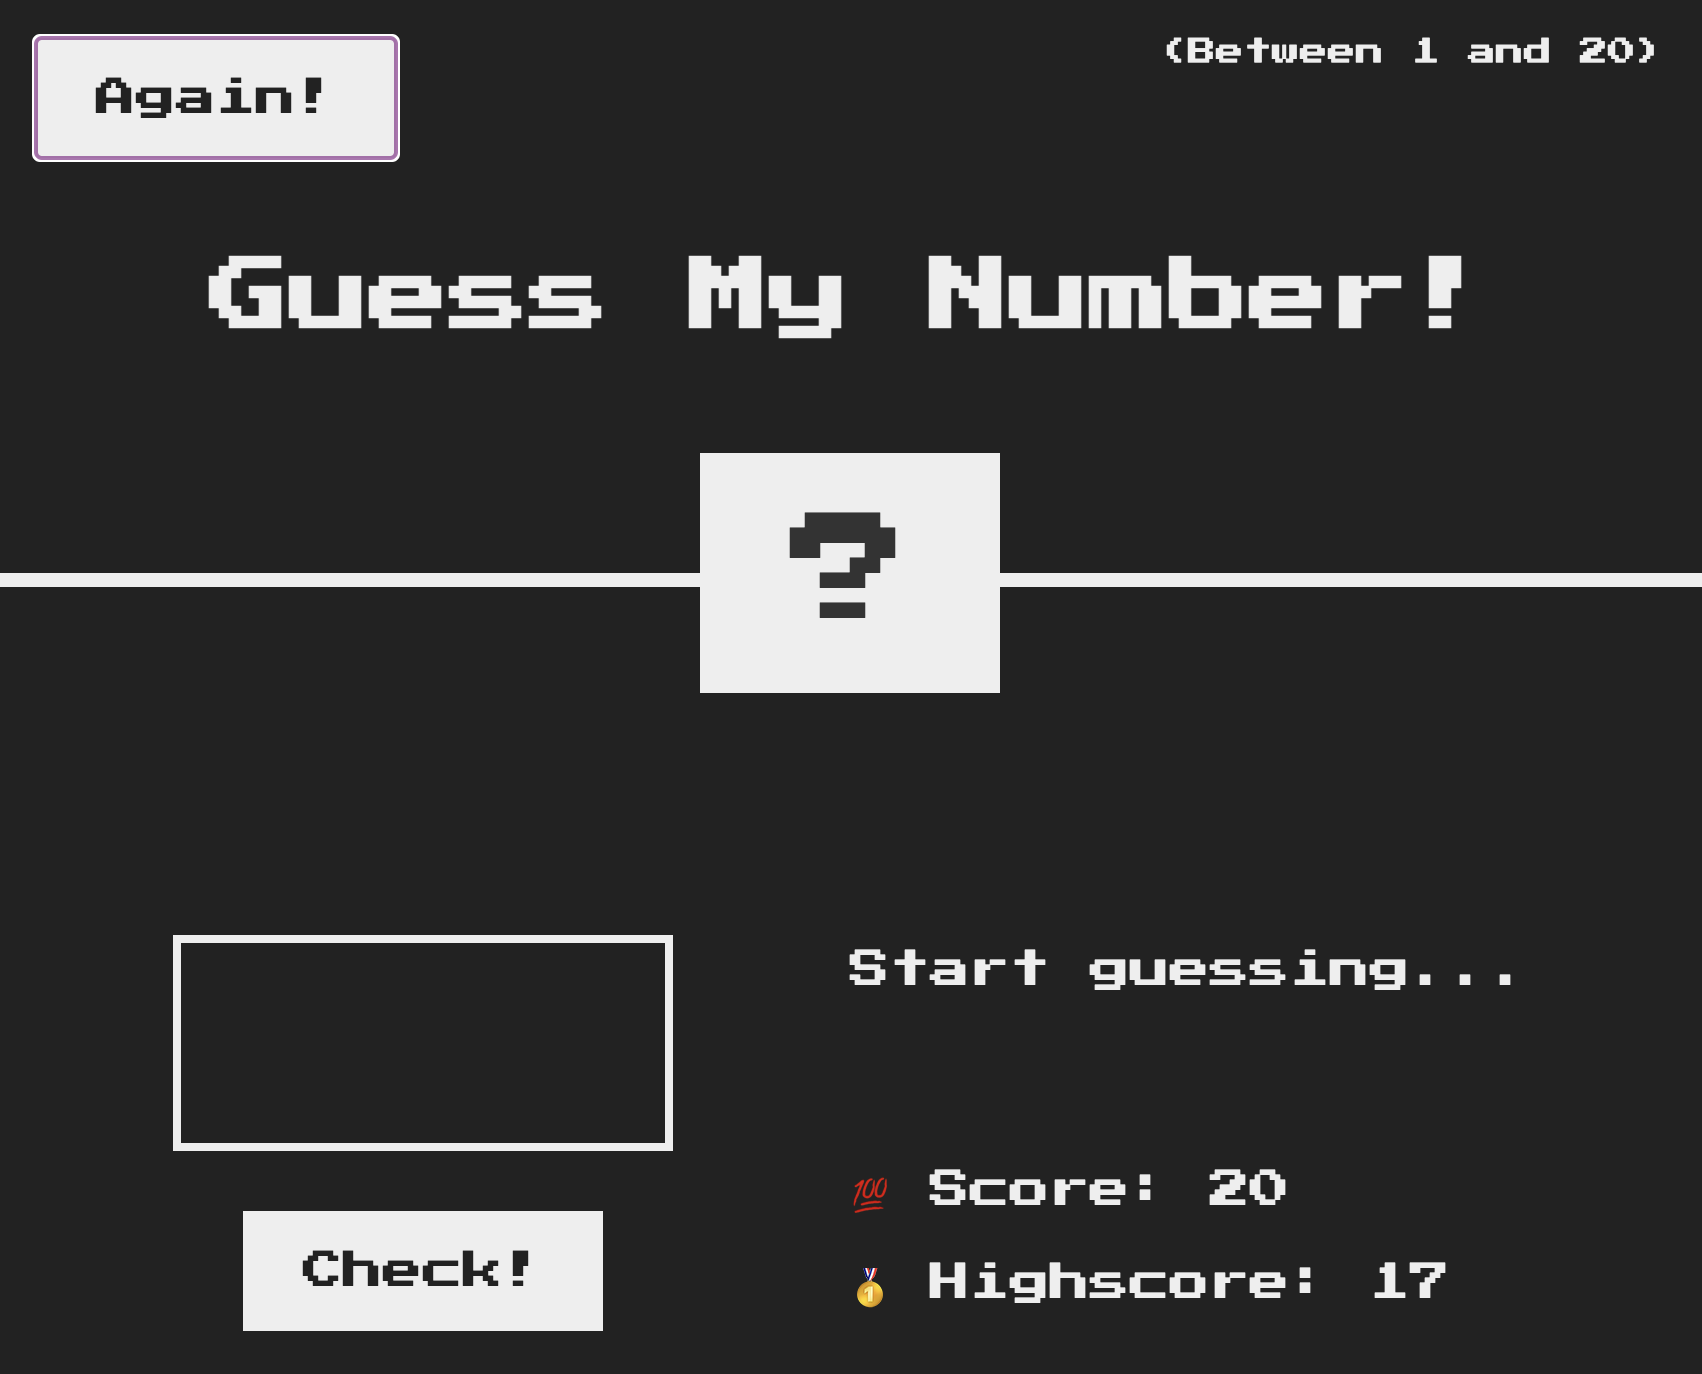 Again!
(Between 1 and 20)
Guess My Number!
?
Start guessing...
💯 Score: 20
Check!
🥇 Highscore: 17